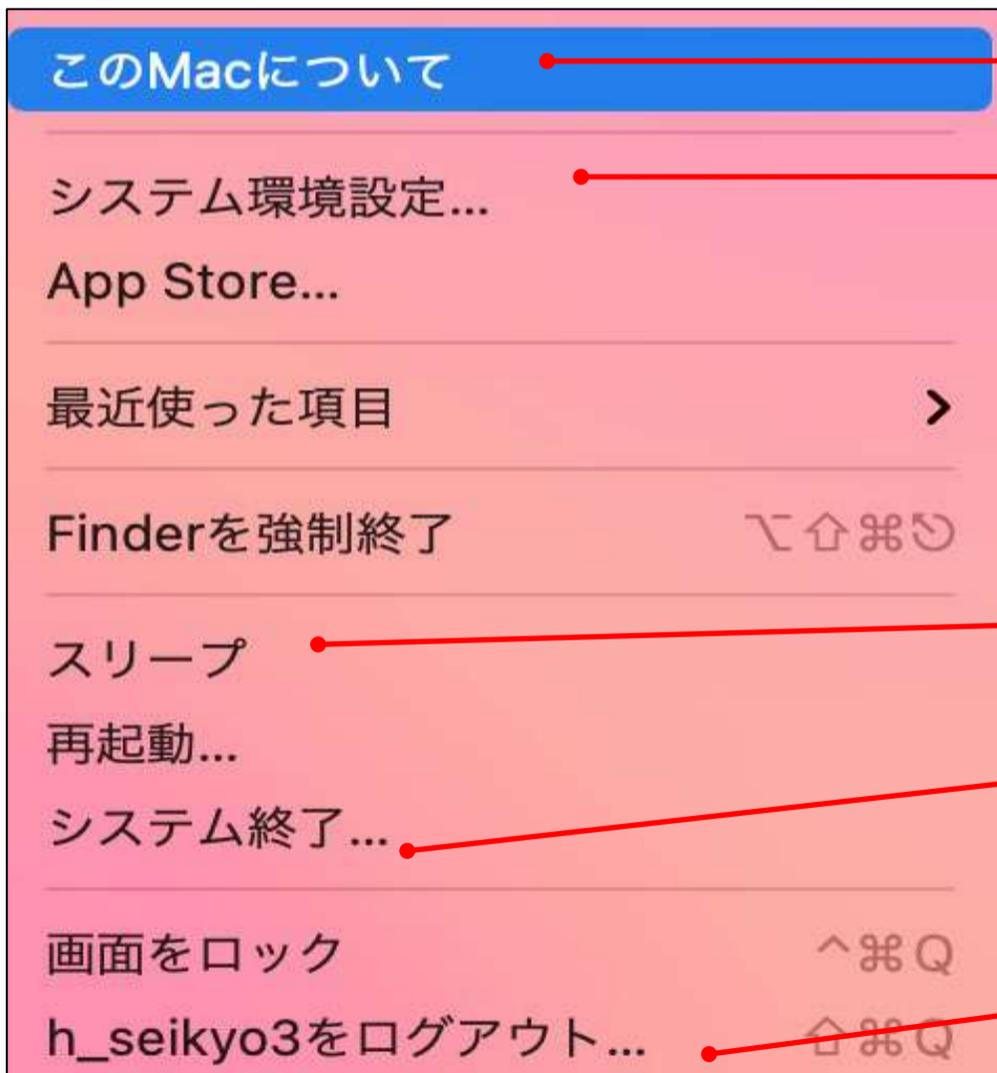 このMacについて
システム環境設定...
App Store...
最近使った項目
Finderを強制終了 ⌥⇧⌘⎋
スリープ
再起動...
システム終了...
画面をロック ^⌘Q
h_seikyo3をログアウト... ⇧⌘Q